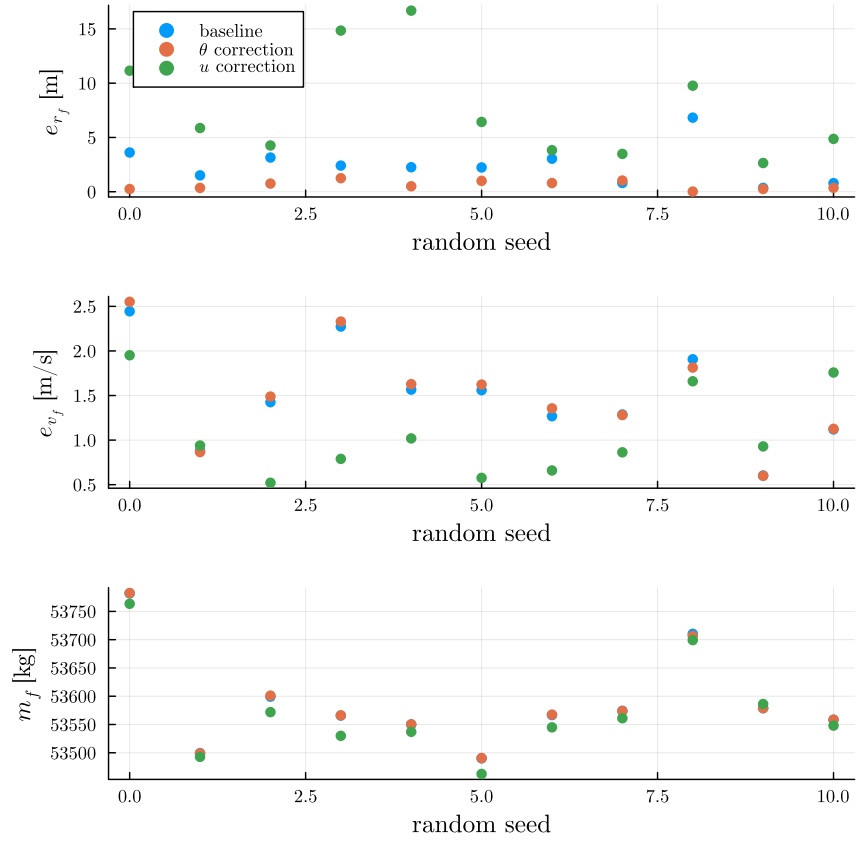 baseline
θ correction
u correction
15
10
5
0
e_{r_f} [m]
0.0 2.5 5.0 7.5 10.0
random seed
2.5
2.0
1.5
1.0
0.5
e_{v_f} [m/s]
0.0 2.5 5.0 7.5 10.0
random seed
53750
53700
53650
53600
53550
53500
m_f [kg]
0.0 2.5 5.0 7.5 10.0
random seed